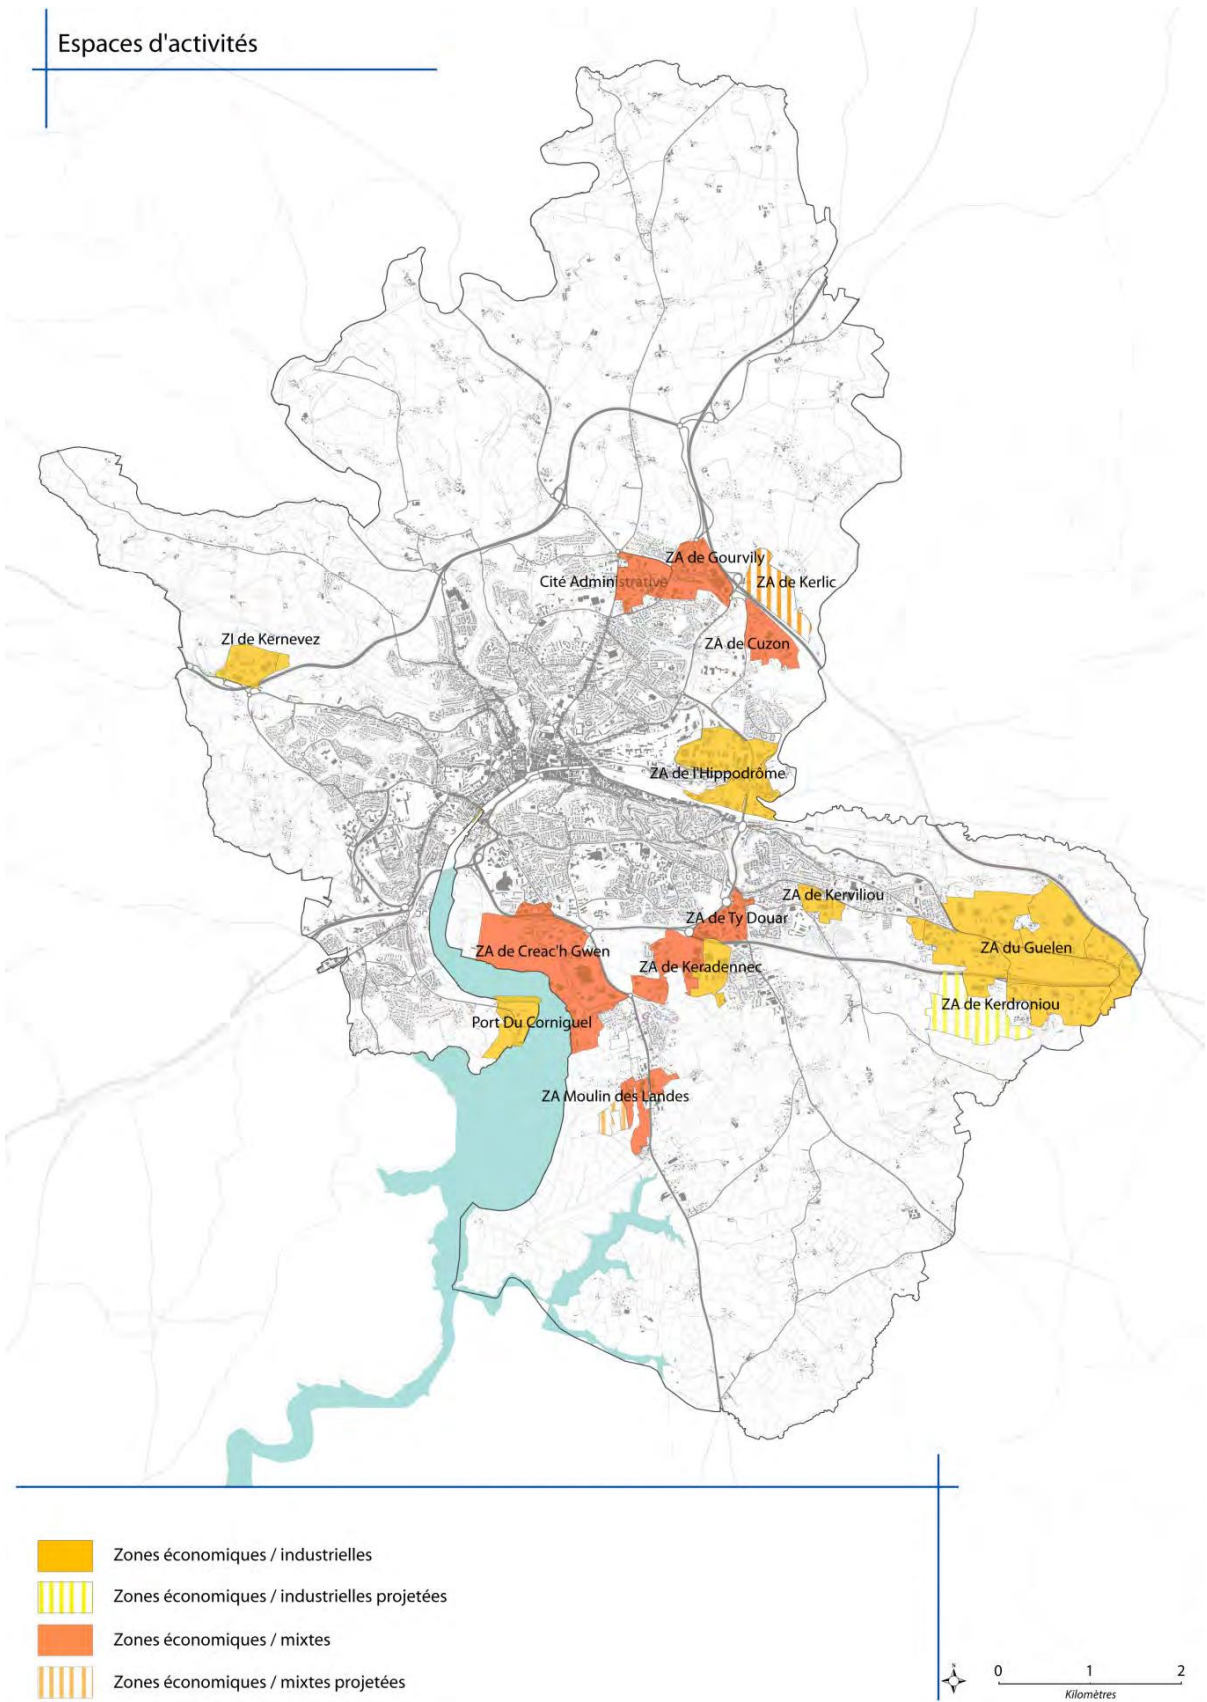 Espaces d'activités
ZA de Gourvily
Cité Administrative
ZA de Kerlic
ZI de Kernevez
ZA de Cuzon
ZA de l'Hippodrôme
ZA de Kerviliou
ZA de Ty Douar
ZA de Creac'h Gwen
ZA du Guelen
ZA de Keradennec
ZA de Kerdroniou
Port Du Corniguel
ZA Moulin des Landes
Zones économiques / industrielles
Zones économiques / industrielles projetées
Zones économiques / mixtes
Zones économiques / mixtes projetées
N
0 1 2
Kilomètres